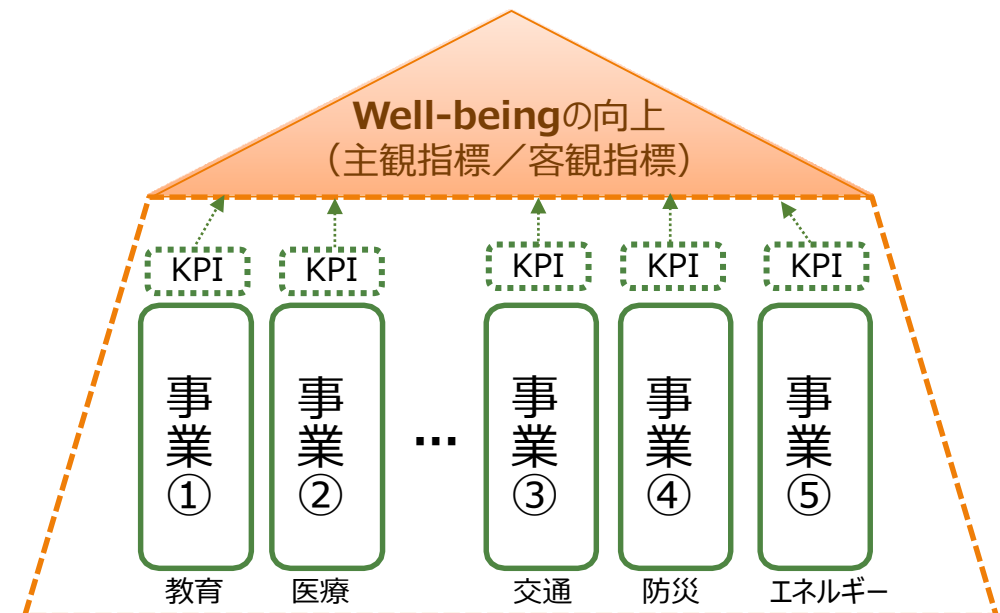 Well-beingの向上
（主観指標／客観指標）
KPI
KPI
KPI
KPI
KPI
事業①
事業②
…
事業③
事業④
事業⑤
教育
医療
交通
防災
エネルギー